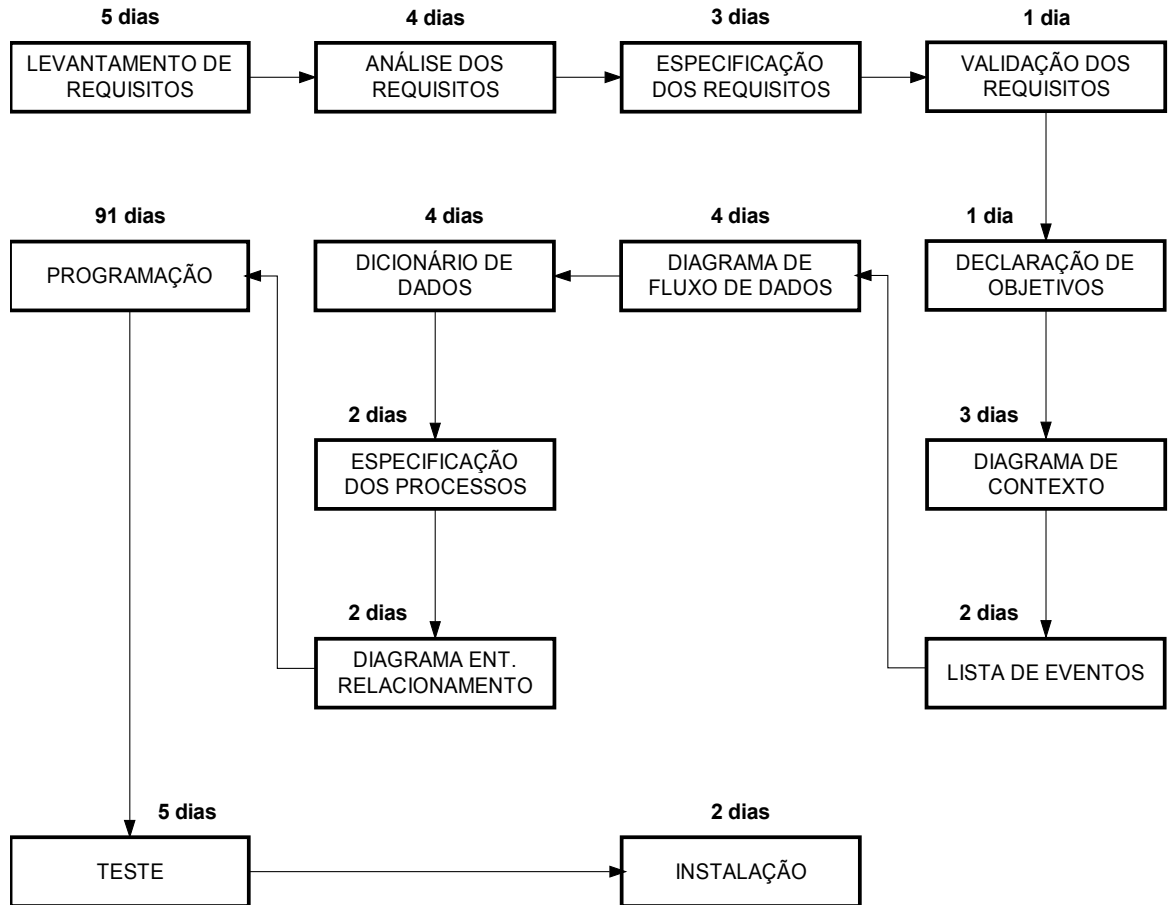 5 dias
LEVANTAMENTO DE
REQUISITOS
4 dias
ANÁLISE DOS
REQUISITOS
3 dias
ESPECIFICAÇÃO
DOS REQUISITOS
1 dia
VALIDAÇÃO DOS
REQUISITOS
1 dia
DECLARAÇÃO DE
OBJETIVOS
3 dias
DIAGRAMA DE
CONTEXTO
2 dias
LISTA DE EVENTOS
4 dias
DIAGRAMA DE
FLUXO DE DADOS
4 dias
DICIONÁRIO DE
DADOS
2 dias
ESPECIFICAÇÃO
DOS PROCESSOS
2 dias
DIAGRAMA ENT.
RELACIONAMENTO
91 dias
PROGRAMAÇÃO
5 dias
TESTE
2 dias
INSTALAÇÃO